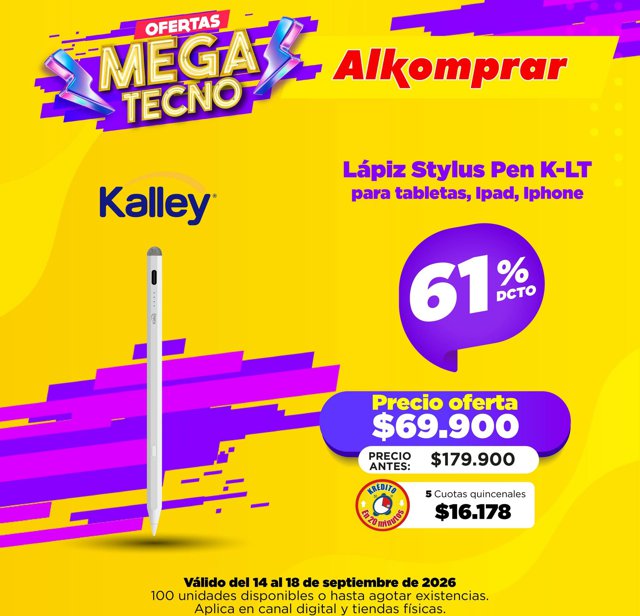 OFERTAS
MEGA
TECNO
Alkomprar
Lápiz Stylus Pen K-LT
para tabletas, Ipad, Iphone
Kalley®
61% DCTO
Precio oferta
$69.900
PRECIO ANTES: $179.900
KREDITO
En 20 minutos
5 Cuotas quincenales
$16.178
Válido del 14 al 18 de septiembre de 2026
100 unidades disponibles o hasta agotar existencias.
Aplica en canal digital y tiendas físicas.